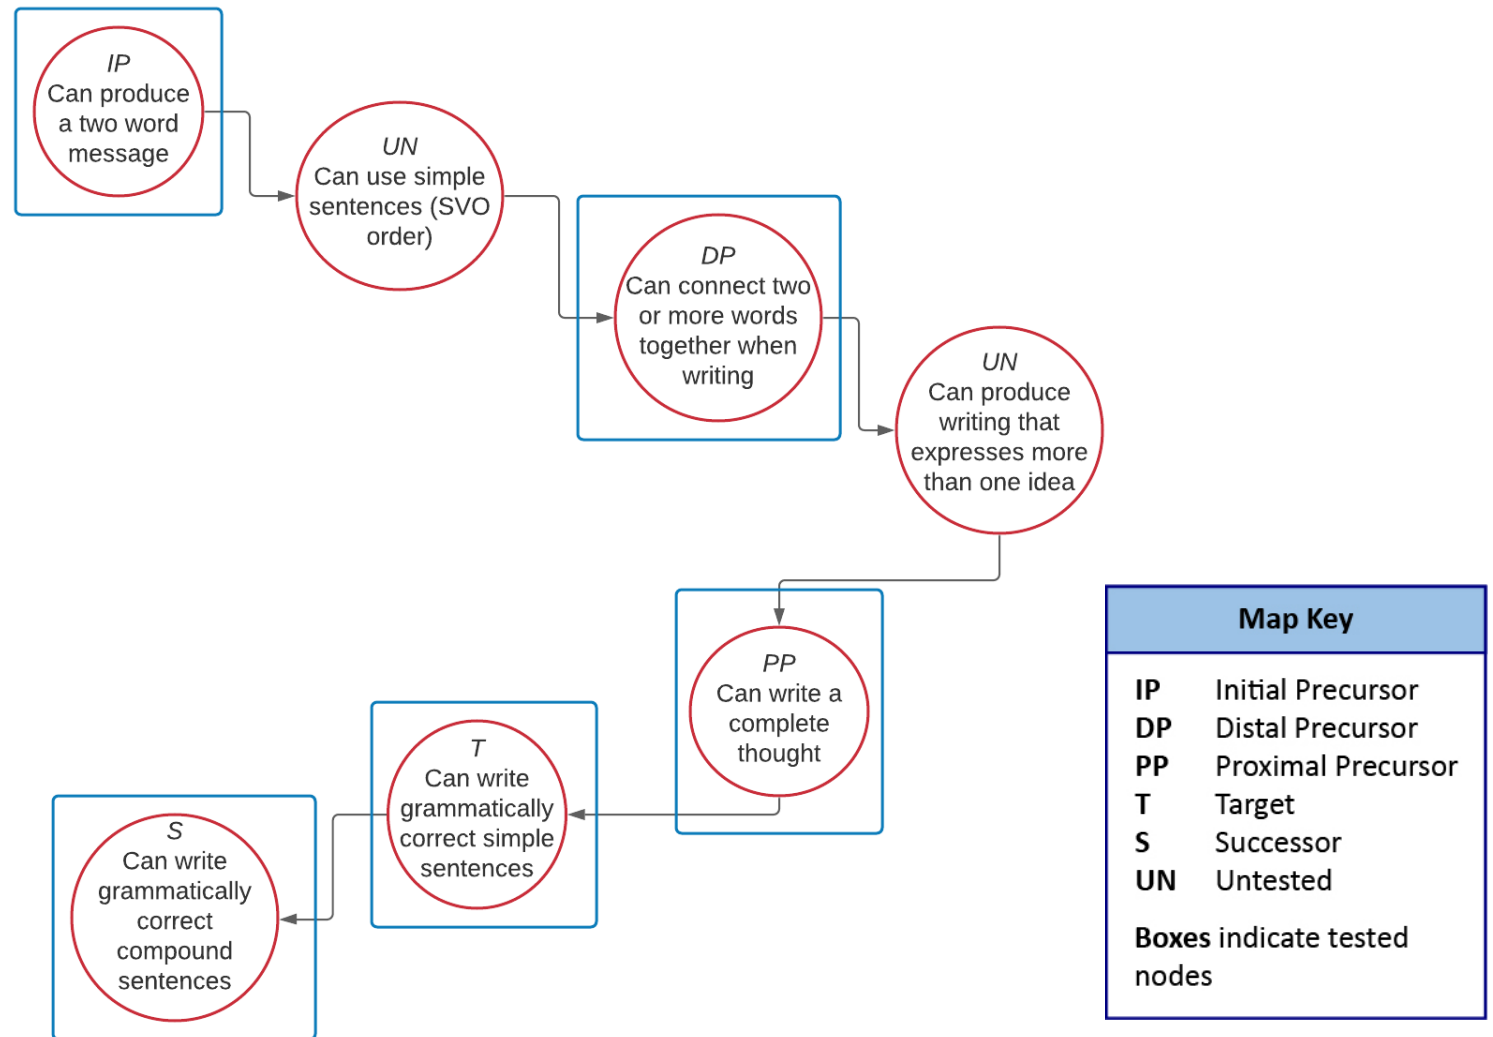 IP
Can produce
a two word
message
UN
Can use simple
sentences (SVO
order)
DP
Can connect two
or more words
together when
writing
UN
Can produce
writing that
expresses more
than one idea
PP
Can write a
complete
thought
T
Can write
grammatically
correct simple
sentences
S
Can write
grammatically
correct
compound
sentences
Map Key
IP Initial Precursor
DP Distal Precursor
PP Proximal Precursor
T Target
S Successor
UN Untested
Boxes indicate tested
nodes